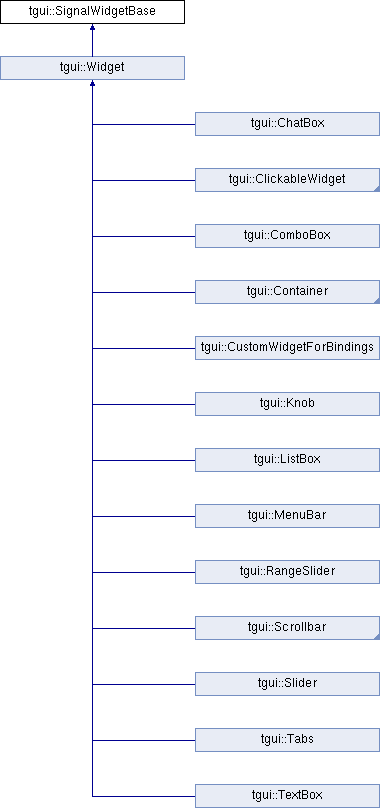 tgui::SignalWidgetBase
tgui::Widget
tgui::ChatBox
tgui::ClickableWidget
tgui::ComboBox
tgui::Container
tgui::CustomWidgetForBindings
tgui::Knob
tgui::ListBox
tgui::MenuBar
tgui::RangeSlider
tgui::Scrollbar
tgui::Slider
tgui::Tabs
tgui::TextBox